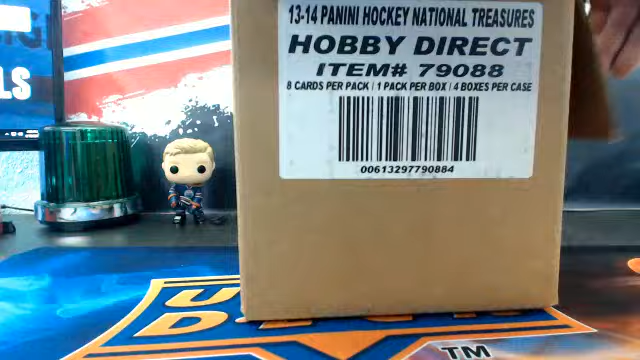 13-14 PANINI HOCKEY NATIONAL TREASURES
HOBBY DIRECT
ITEM# 79088
8 CARDS PER PACK / 1 PACK PER BOX / 4 BOXES PER CASE
00613297790884
LS
U
D
TM